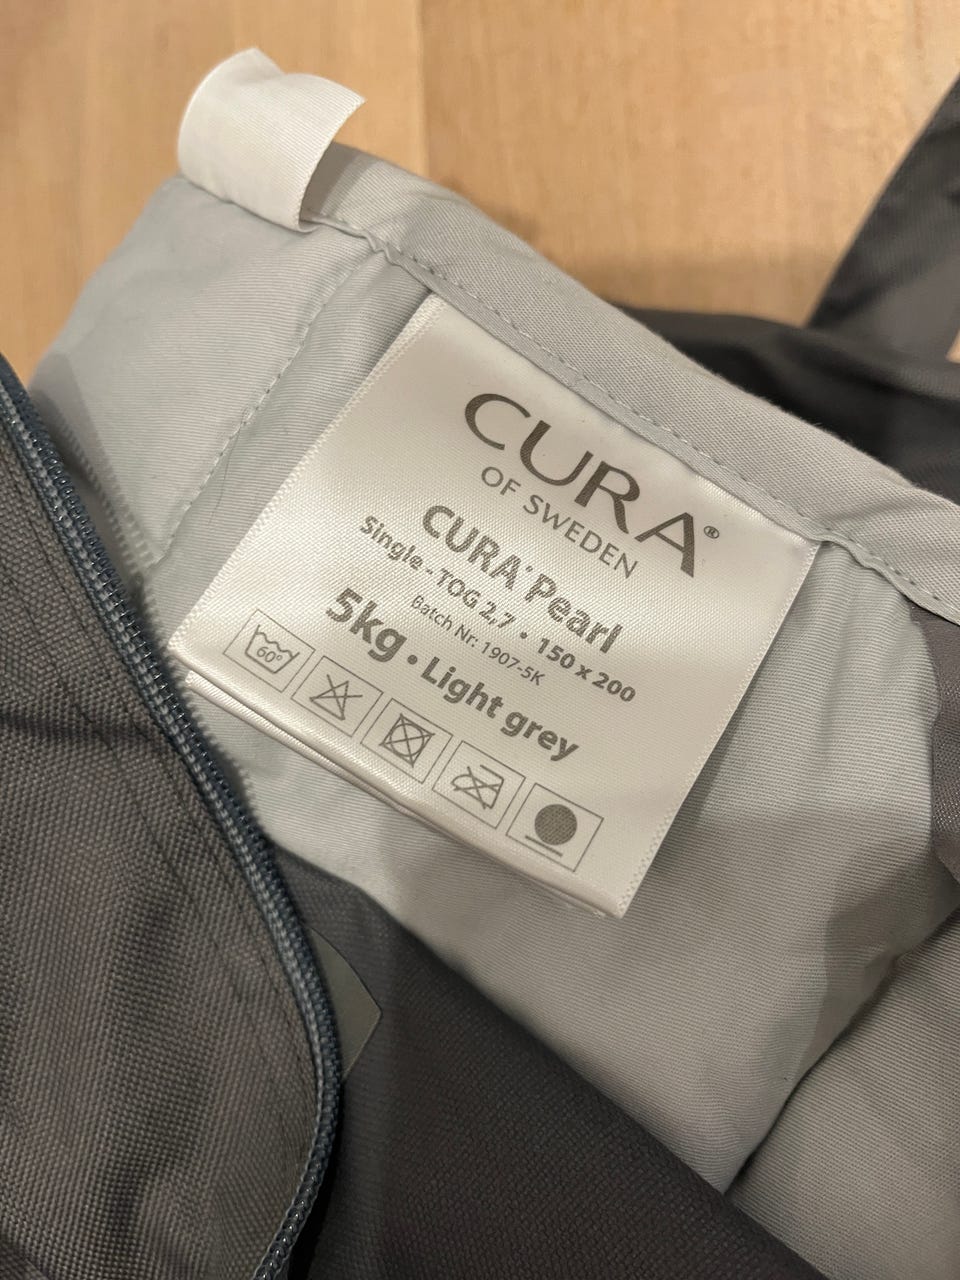 CURA®
OF SWEDEN
CURA® Pearl
Single - TOG 2,7 • 150 x 200
Batch Nr: 1907-5K
5kg • Light grey
60°